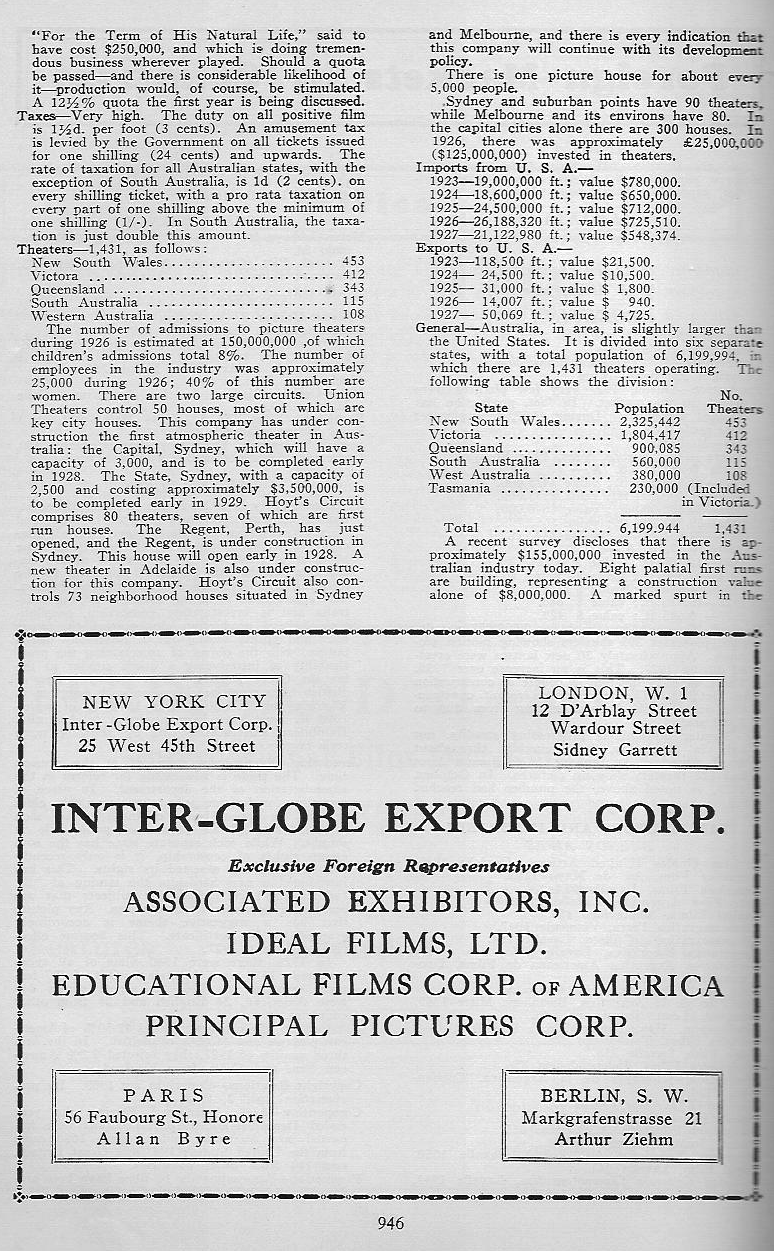 “For the Term of His Natural Life,” said to
have cost $250,000, and which is doing tremen-
dous business wherever played. Should a quota
be passed—and there is considerable likelihood of
it—production would, of course, be stimulated.
A 12½% quota the first year is being discussed.
Taxes—Very high. The duty on all positive film
is 1½d. per foot (3 cents). An amusement tax
is levied by the Government on all tickets issued
for one shilling (24 cents) and upwards. The
rate of taxation for all Australian states, with the
exception of South Australia, is 1d (2 cents). on
every shilling ticket, with a pro rata taxation on
every part of one shilling above the minimum of
one shilling (1/-). In South Australia, the taxa-
tion is just double this amount.
Theaters—1,431, as follows:
New South Wales.................................. 453
Victora .......................................... 412
Queensland ....................................... 343
South Australia .................................. 115
Western Australia ................................ 108
The number of admissions to picture theaters
during 1926 is estimated at 150,000,000 ,of which
children’s admissions total 8%. The number of
employees in the industry was approximately
25,000 during 1926; 40% of this number are
women. There are two large circuits. Union
Theaters control 50 houses, most of which are
key city houses. This company has under con-
struction the first atmospheric theater in Aus-
tralia: the Capital, Sydney, which will have a
capacity of 3,000, and is to be completed early
in 1928. The State, Sydney, with a capacity of
2,500 and costing approximately $3,500,000, is
to be completed early in 1929. Hoyt’s Circuit
comprises 80 theaters, seven of which are first
run houses. The Regent, Perth, has just
opened, and the Regent, is under construction in
Sydney. This house will open early in 1928. A
new theater in Adelaide is also under construc-
tion for this company. Hoyt’s Circuit also con-
trols 73 neighborhood houses situated in Sydney
and Melbourne, and there is every indication that
this company will continue with its development
policy.
There is one picture house for about every
5,000 people.
Sydney and suburban points have 90 theaters,
while Melbourne and its environs have 80. In
the capital cities alone there are 300 houses. In
1926, there was approximately £25,000,000
($125,000,000) invested in theaters.
Imports from U. S. A.—
1923—19,000,000 ft.; value $780,000.
1924—18,600,000 ft.; value $650,000.
1925—24,500,000 ft.; value $712,000.
1926—26,188,320 ft.; value $725,510.
1927—21,122,980 ft.; value $548,374.
Exports to U. S. A.—
1923—118,500 ft.; value $21,500.
1924— 24,500 ft.; value $10,500.
1925— 31,000 ft.; value $ 1,800.
1926— 14,007 ft.; value $ 940.
1927— 50,069 ft.; value $ 4,725.
General—Australia, in area, is slightly larger than
the United States. It is divided into six separate
states, with a total population of 6,199,994, in
which there are 1,431 theaters operating. The
following table shows the division:
No.
State Population Theaters
New South Wales....... 2,325,442 453
Victoria ................ 1,804,417 412
Queensland ............. 900,085 343
South Australia ........ 560,000 115
West Australia ......... 380,000 108
Tasmania ............... 230,000 (Included
in Victoria.)
Total ................ 6,199.944 1,431
A recent survey discloses that there is ap-
proximately $155,000,000 invested in the Aus-
tralian industry today. Eight palatial first runs
are building, representing a construction value
alone of $8,000,000. A marked spurt in the
NEW YORK CITY
Inter-Globe Export Corp.
25 West 45th Street
LONDON, W. 1
12 D’Arblay Street
Wardour Street
Sidney Garrett
INTER-GLOBE EXPORT CORP.
Exclusive Foreign Representatives
ASSOCIATED EXHIBITORS, INC.
IDEAL FILMS, LTD.
EDUCATIONAL FILMS CORP. OF AMERICA
PRINCIPAL PICTURES CORP.
PARIS
56 Faubourg St., Honore
Allan Byre
BERLIN, S. W.
Markgrafenstrasse 21
Arthur Ziehm
946